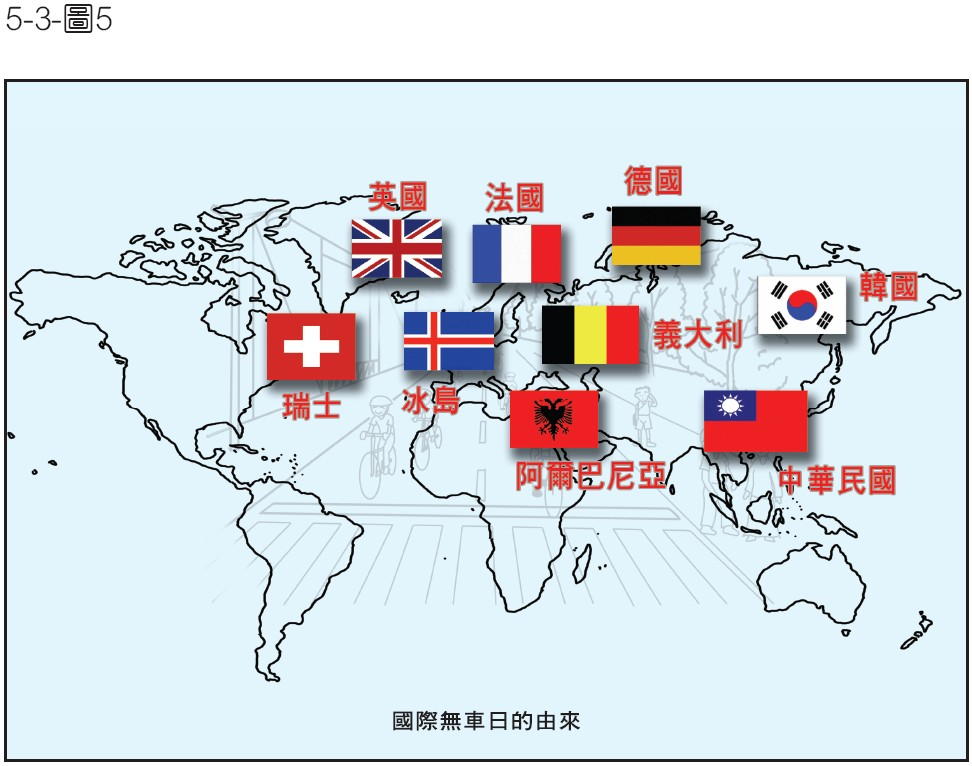 5-3-圖5
英國
法國
德國
韓國
義大利
瑞士
冰島
阿爾巴尼亞
中華民國
國際無車日的由來